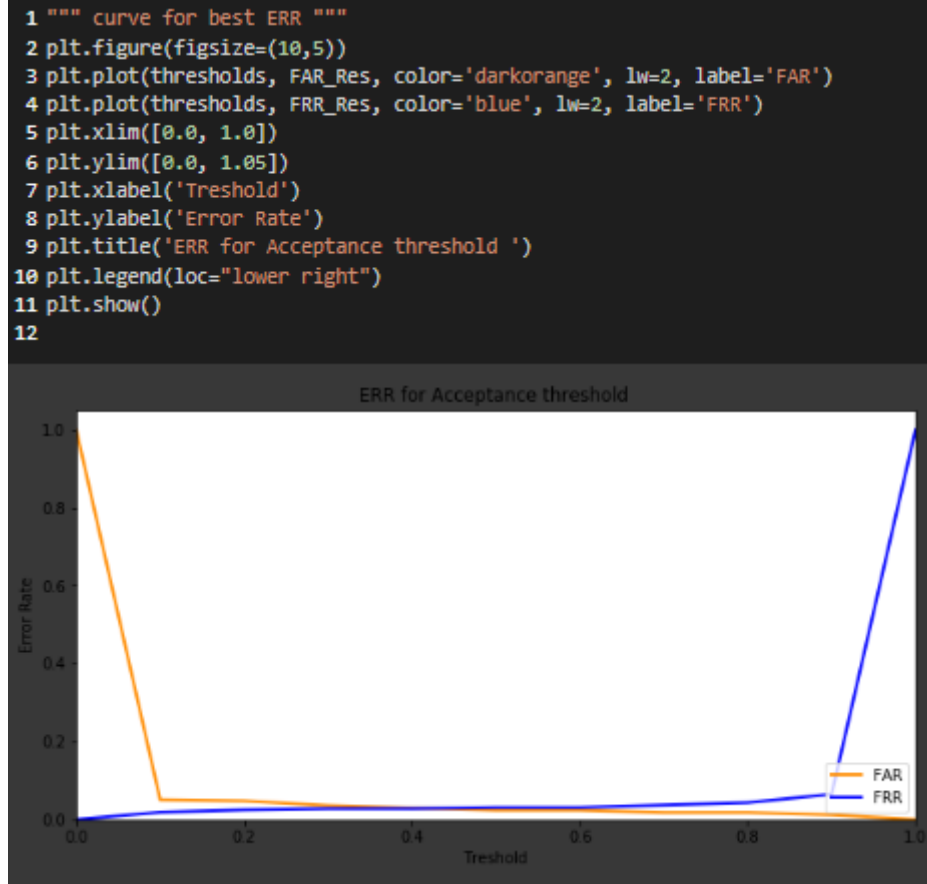 1 """ curve for best ERR """
2 plt.figure(figsize=(10,5))
3 plt.plot(thresholds, FAR_Res, color='darkorange', lw=2, label='FAR')
4 plt.plot(thresholds, FRR_Res, color='blue', lw=2, label='FRR')
5 plt.xlim([0.0, 1.0])
6 plt.ylim([0.0, 1.05])
7 plt.xlabel('Treshold')
8 plt.ylabel('Error Rate')
9 plt.title('ERR for Acceptance threshold ')
10 plt.legend(loc="lower right")
11 plt.show()
12
ERR for Acceptance threshold
1.0
0.8
0.6
0.4
0.2
0.0
Error Rate
FAR
FRR
0.0 0.2 0.4 0.6 0.8 1.0
Treshold